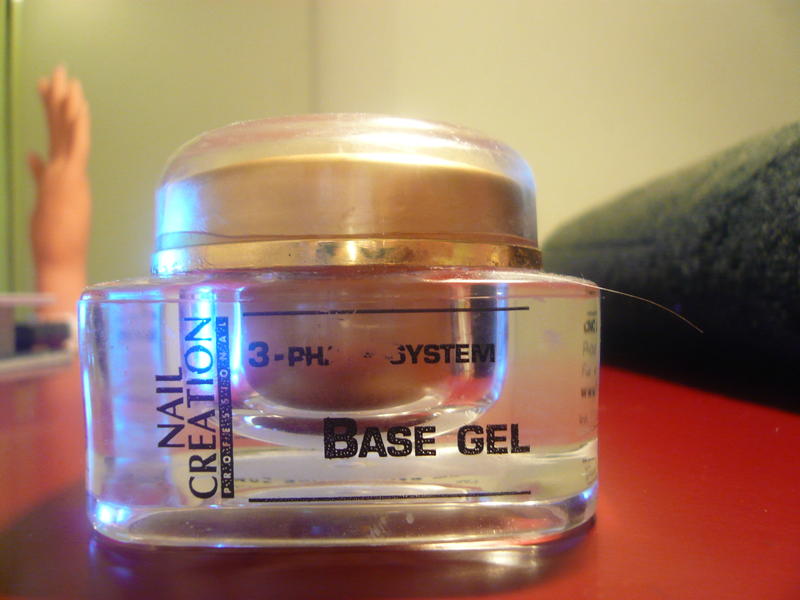 NAIL
CREATION
PROFESSIONAL
3-PH SYSTEM
BASE GEL